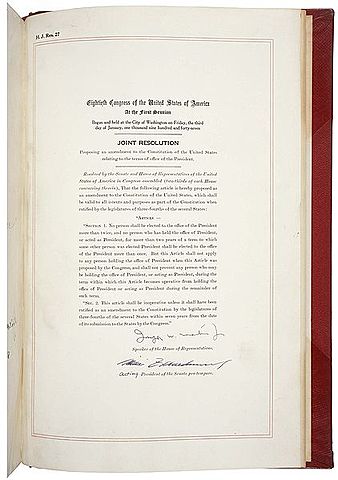 H. J. Res. 27
Eightieth Congress of the United States of America
At the First Session
Begun and held at the City of Washington on Friday, the third
day of January, one thousand nine hundred and forty-seven
JOINT RESOLUTION
Proposing an amendment to the Constitution of the United States
relating to the terms of office of the President.
Resolved by the Senate and House of Representatives of the United
States of America in Congress assembled (two-thirds of each House
concurring therein), That the following article is hereby proposed as
an amendment to the Constitution of the United States, which shall
be valid to all intents and purposes as part of the Constitution when
ratified by the legislatures of three-fourths of the several States:
"ARTICLE —
"SECTION 1. No person shall be elected to the office of the President
more than twice, and no person who has held the office of President,
or acted as President, for more than two years of a term to which
some other person was elected President shall be elected to the office
of the President more than once. But this Article shall not apply
to any person holding the office of President when this Article was
proposed by the Congress, and shall not prevent any person who may
be holding the office of President, or acting as President, during the
term within which this Article becomes operative from holding the
office of President or acting as President during the remainder of
such term.
"SEC. 2. This article shall be inoperative unless it shall have been
ratified as an amendment to the Constitution by the legislatures of
three-fourths of the several States within seven years from the date
of its submission to the States by the Congress."
Speaker of the House of Representatives.
Acting President of the Senate pro tempore.